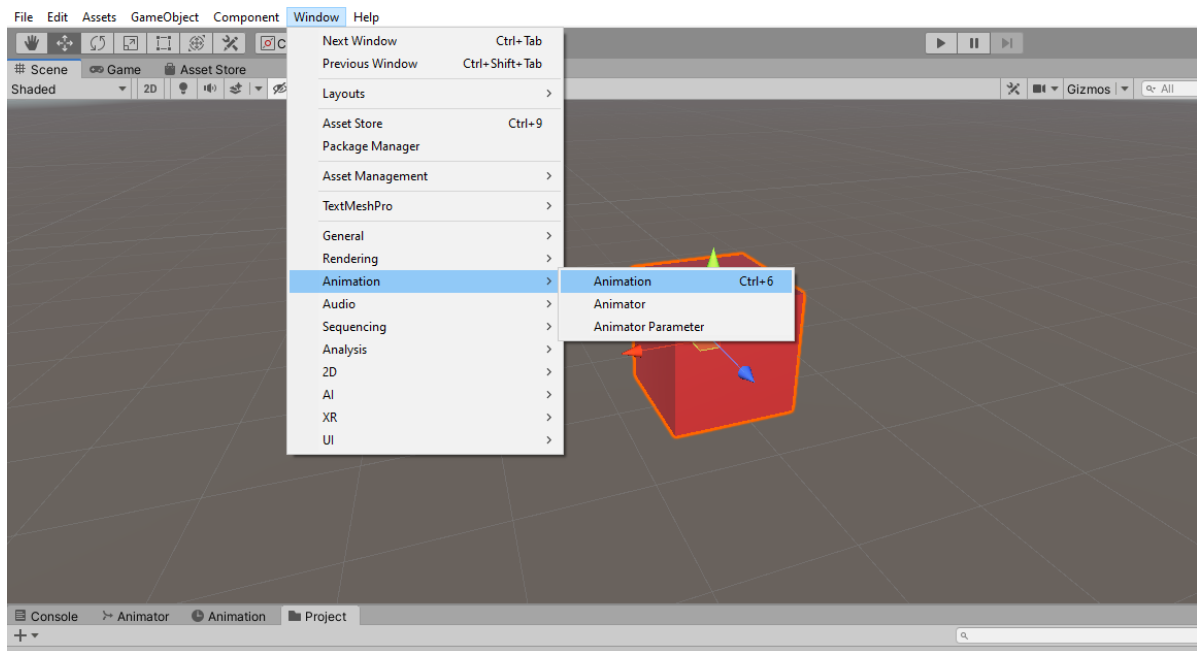 File Edit Assets GameObject Component Window Help
C
Next Window Ctrl+Tab
Previous Window Ctrl+Shift+Tab
# Scene Game Asset Store
Shaded 2D Gizmos All
Layouts
Asset Store Ctrl+9
Package Manager
Asset Management
TextMeshPro
General
Rendering
Animation
Animation Ctrl+6
Audio
Animator
Sequencing
Animator Parameter
Analysis
2D
AI
XR
UI
Console Animator Animation Project